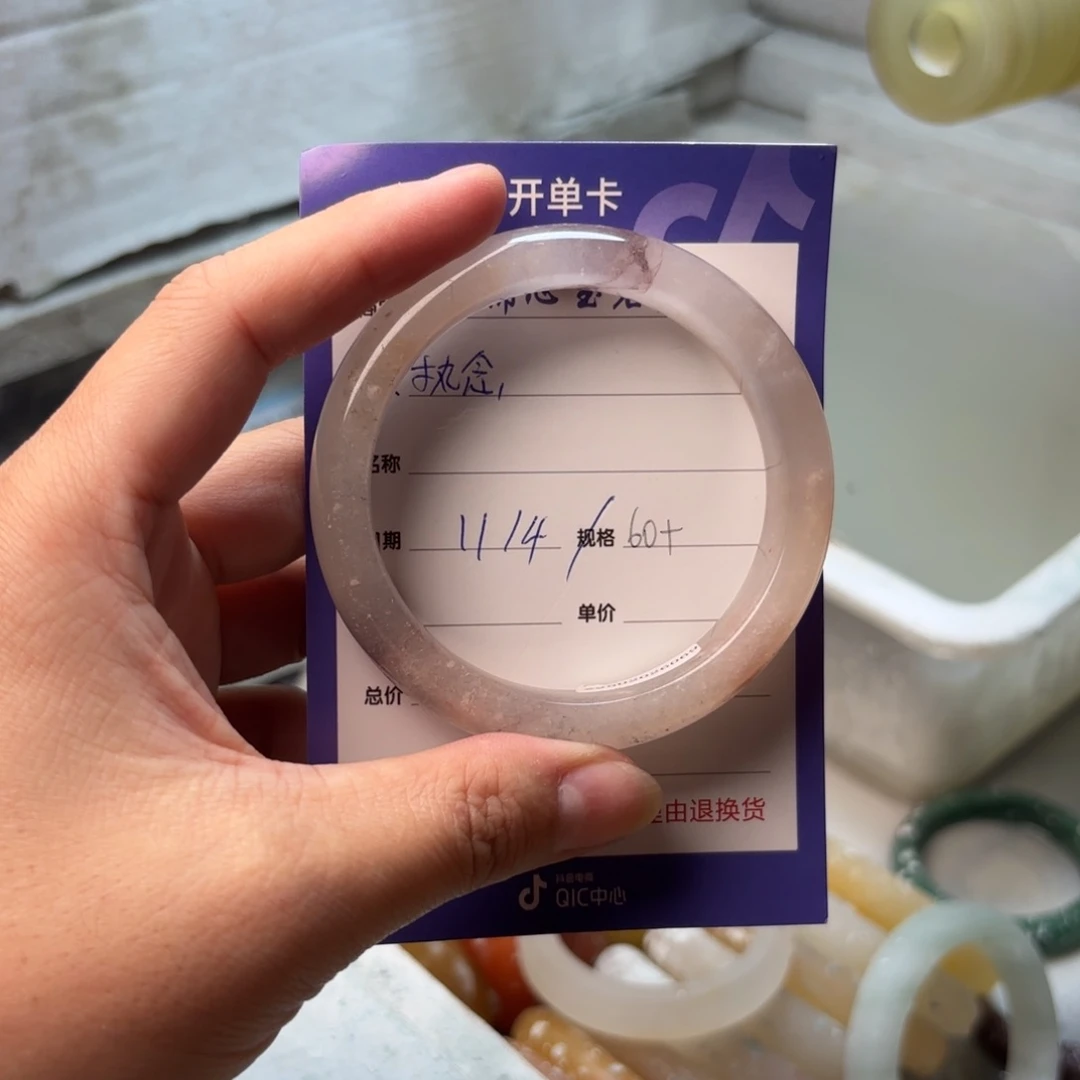 开单卡
执念,
名称
期 11/4 规格 60+
单价
总价
由退换货
抖音电商
QIC中心